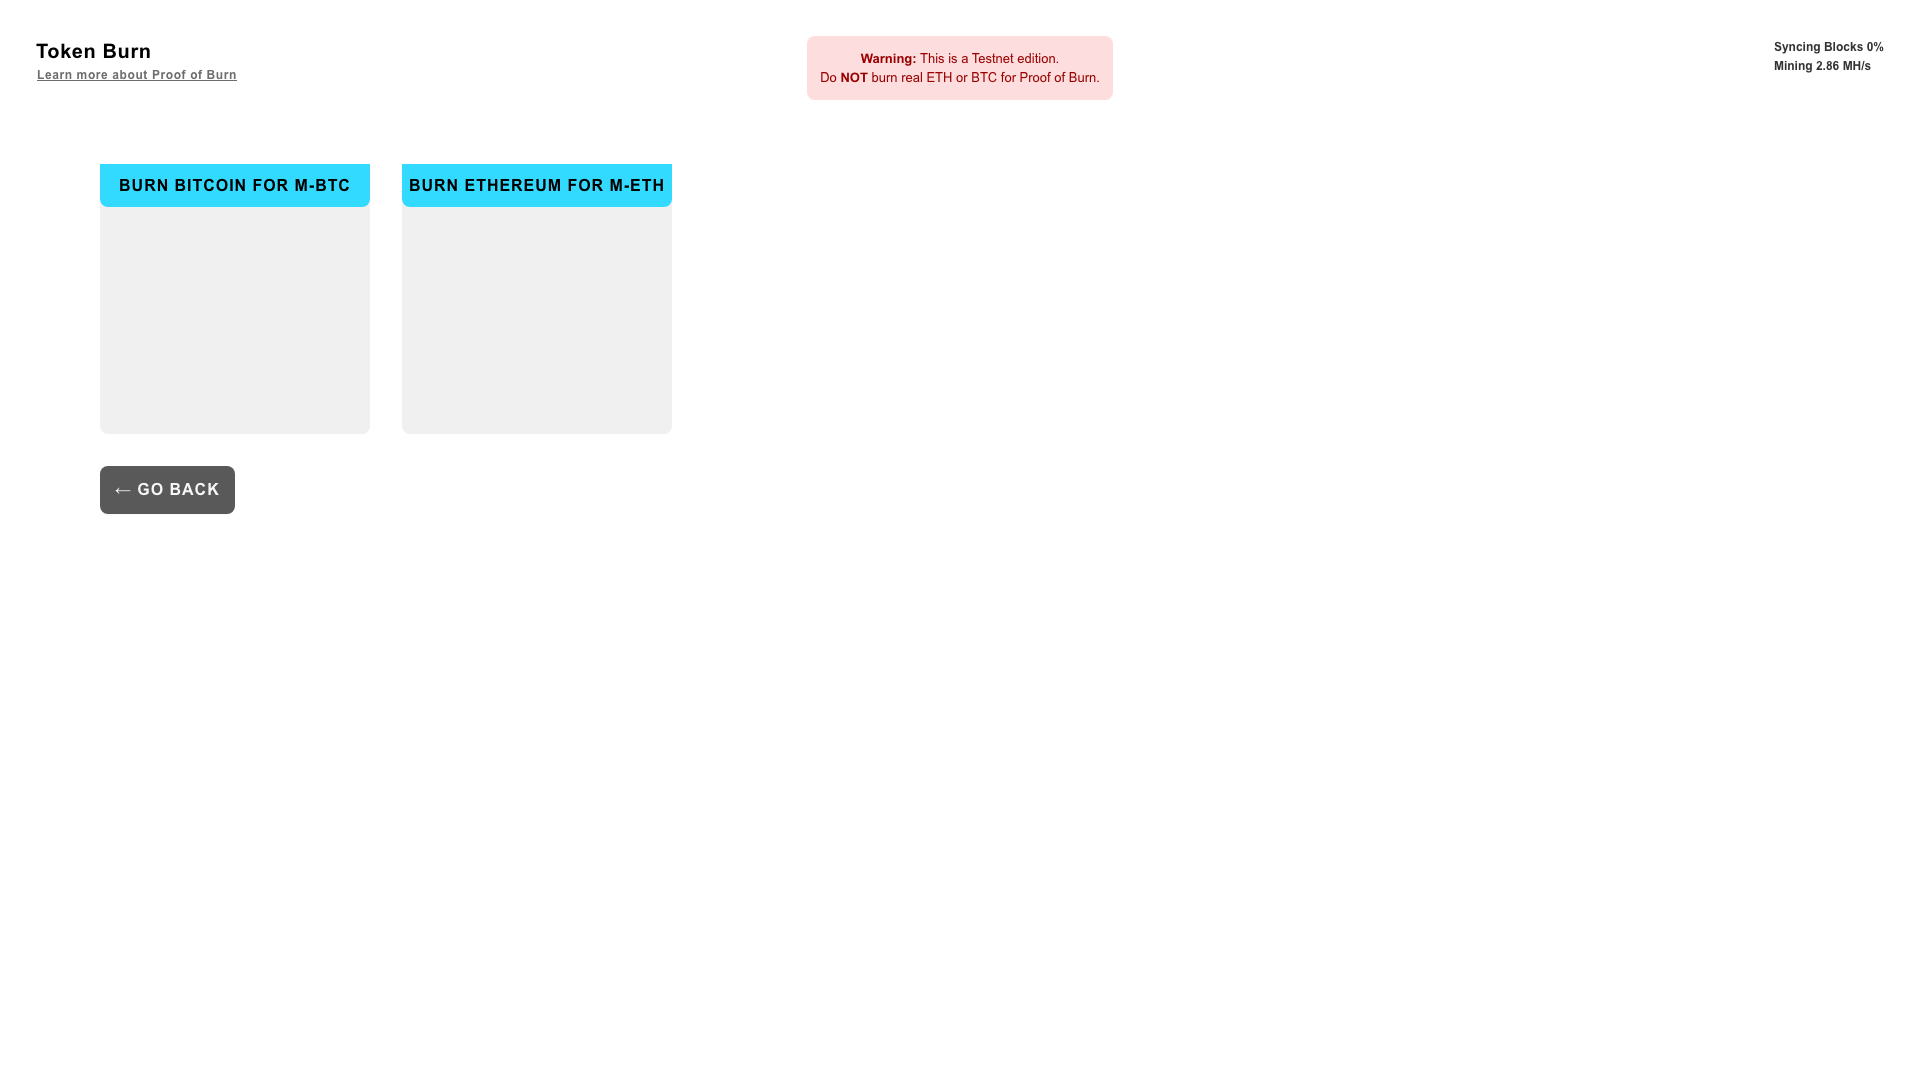 Token Burn
Learn more about Proof of Burn
Warning: This is a Testnet edition.
Do NOT burn real ETH or BTC for Proof of Burn.
Syncing Blocks 0%
Mining 2.86 MH/s
BURN BITCOIN FOR M-BTC
BURN ETHEREUM FOR M-ETH
← GO BACK